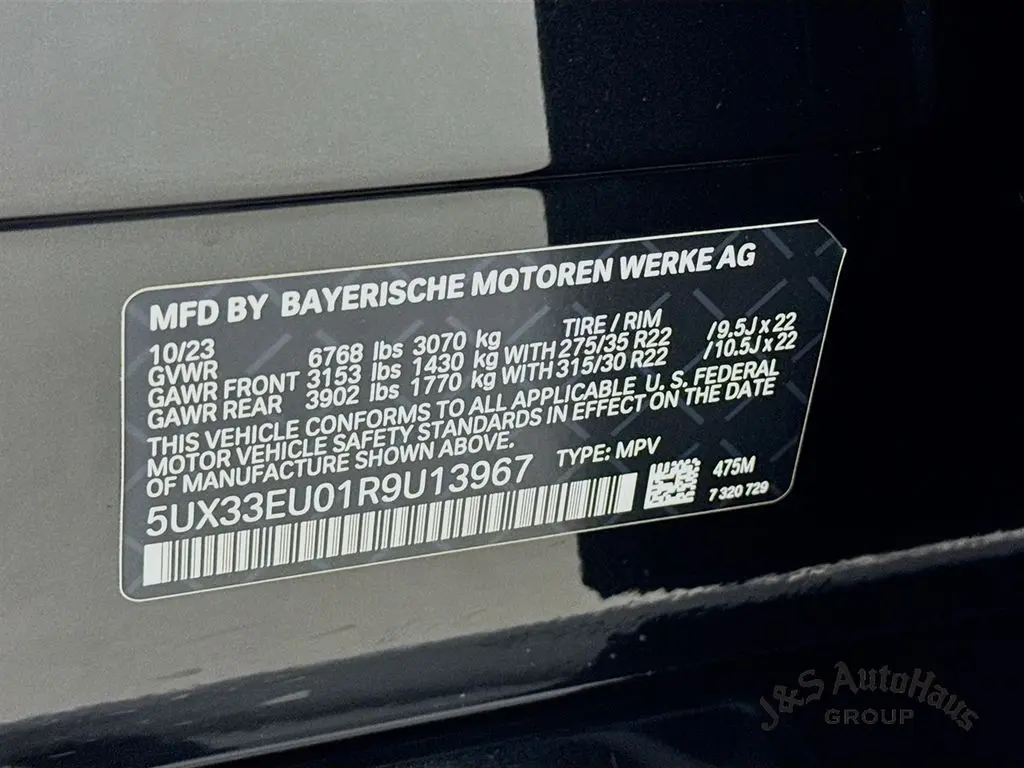 MFD BY BAYERISCHE MOTOREN WERKE AG
10/23 TIRE / RIM
GVWR 6768 lbs 3070 kg
GAWR FRONT 3153 lbs 1430 kg WITH 275/35 R22 /9.5J x 22
GAWR REAR 3902 lbs 1770 kg WITH 315/30 R22 /10.5J x 22
THIS VEHICLE CONFORMS TO ALL APPLICABLE U. S. FEDERAL
MOTOR VEHICLE SAFETY STANDARDS IN EFFECT ON THE DATE
OF MANUFACTURE SHOWN ABOVE.
5UX33EU01R9U13967 TYPE: MPV
475M
7 320 729
J&S AutoHaus
GROUP